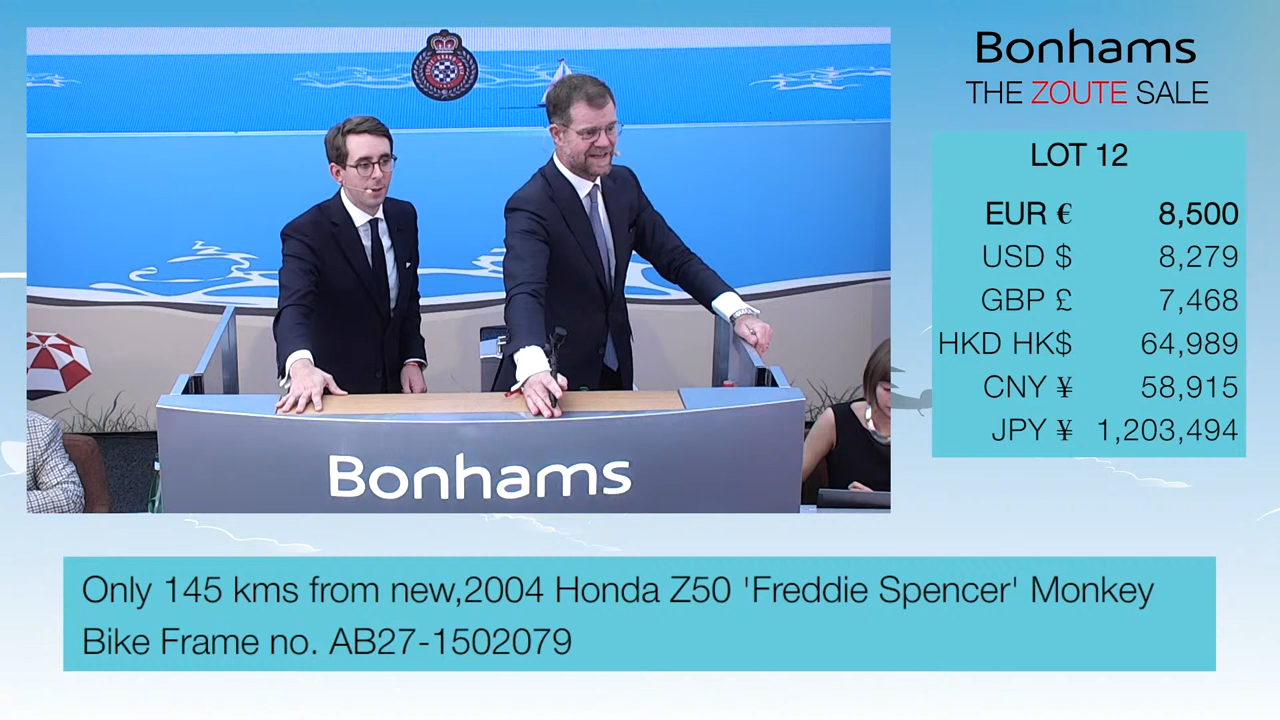 Bonhams
THE ZOUTE SALE
LOT 12
EUR € 8,500
USD $ 8,279
GBP £ 7,468
HKD HK$ 64,989
CNY ¥ 58,915
JPY ¥ 1,203,494
Bonhams
Only 145 kms from new,2004 Honda Z50 'Freddie Spencer' Monkey
Bike Frame no. AB27-1502079